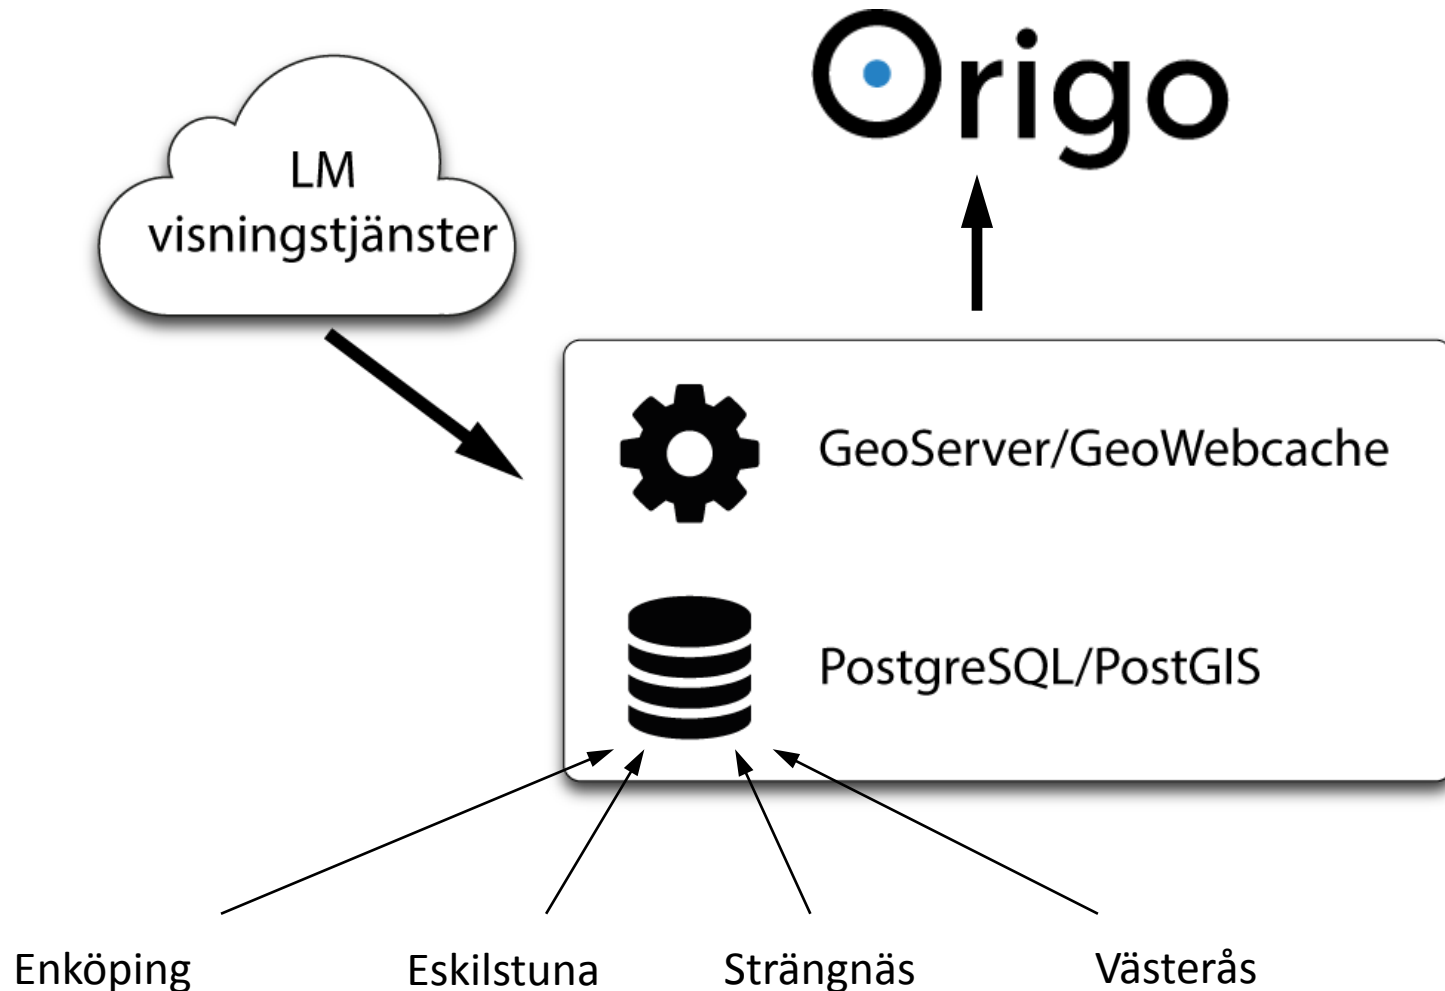 Origo
LM
visningstjänster
GeoServer/GeoWebcache
PostgreSQL/PostGIS
Enköping
Eskilstuna
Strängnäs
Västerås